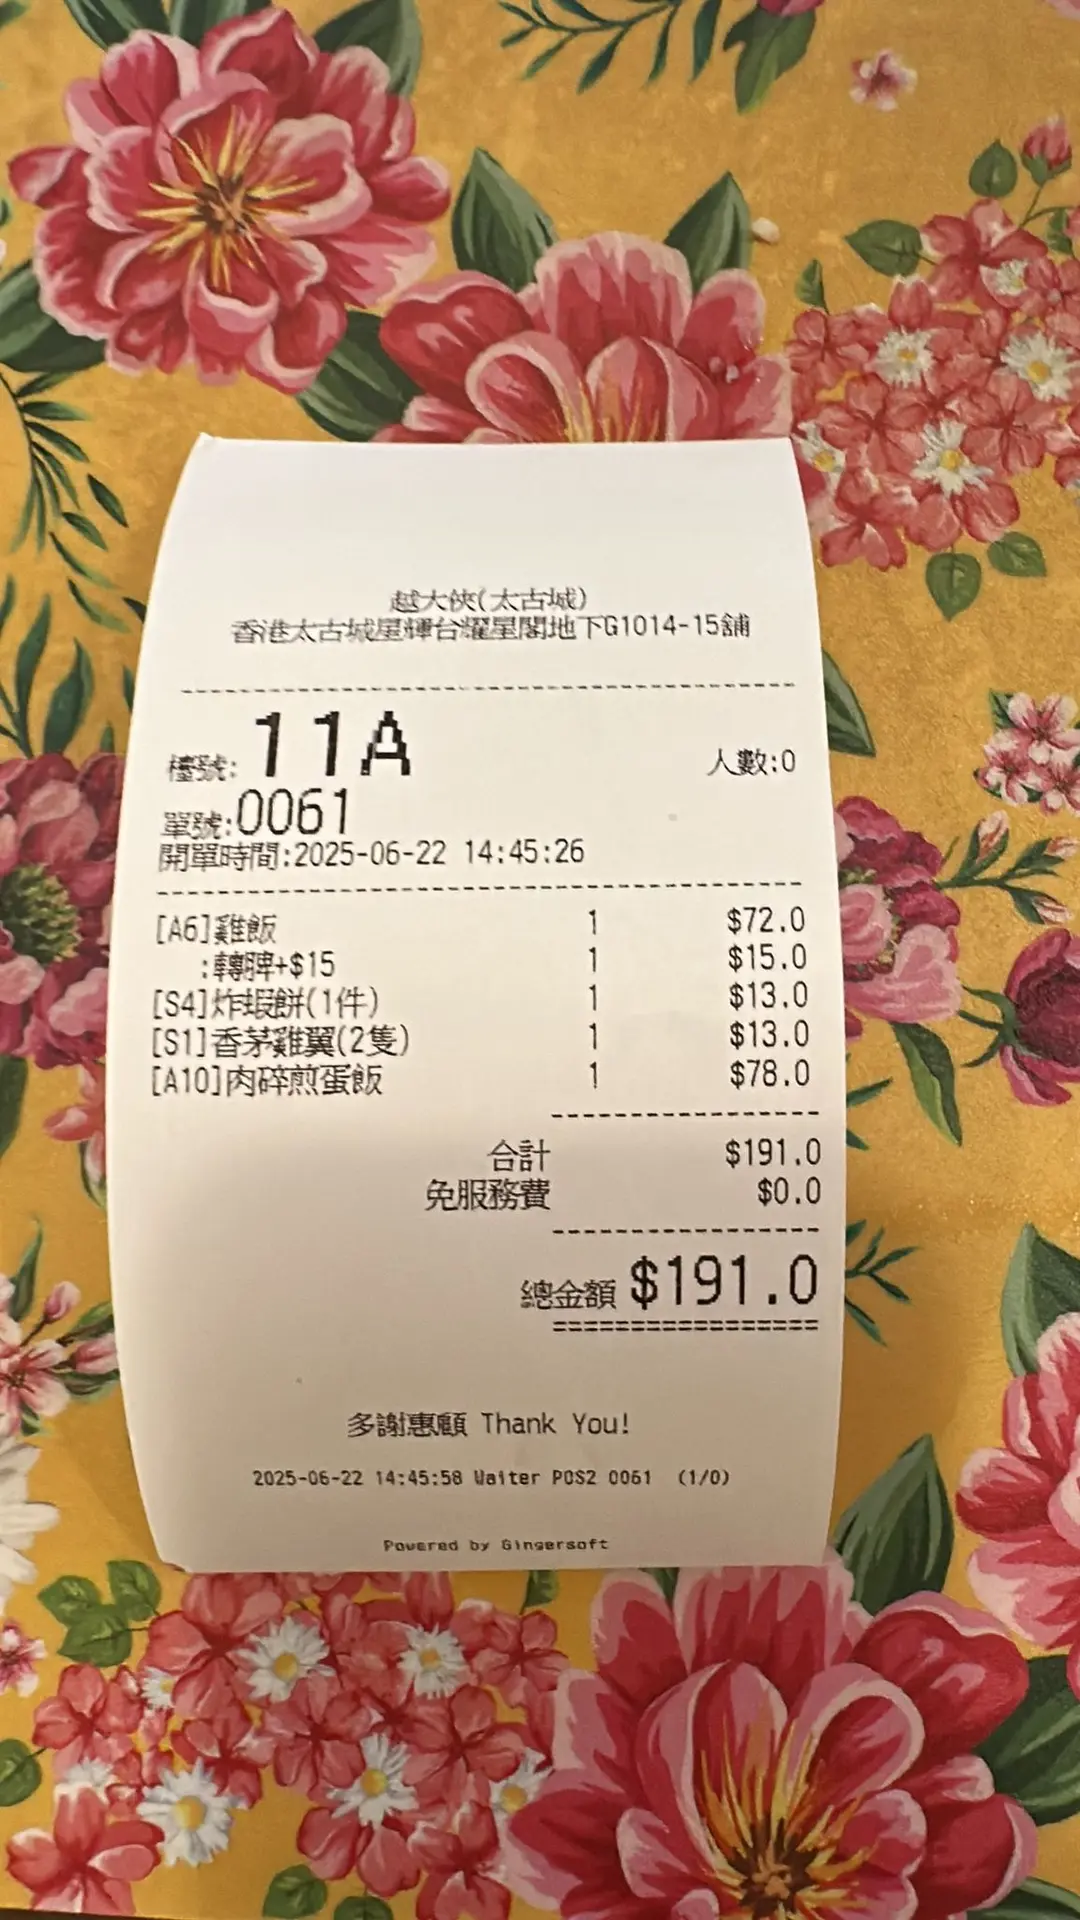 越大俠(太古城)
香港太古城星輝台耀星閣地下G1014-15舖
檯號: 11A 人數:0
單號:0061
開單時間:2025-06-22 14:45:26
[A6]雞飯 1 $72.0
:轉脾+$15 1 $15.0
[S4]炸蝦餅(1件) 1 $13.0
[S1]香茅雞翼(2隻) 1 $13.0
[A10]肉碎煎蛋飯 1 $78.0
合計 $191.0
免服務費 $0.0
總金額 $191.0
多謝惠顧 Thank You!
2025-06-22 14:45:58 Waiter POS2 0061 (1/0)
Powered by Gingersoft